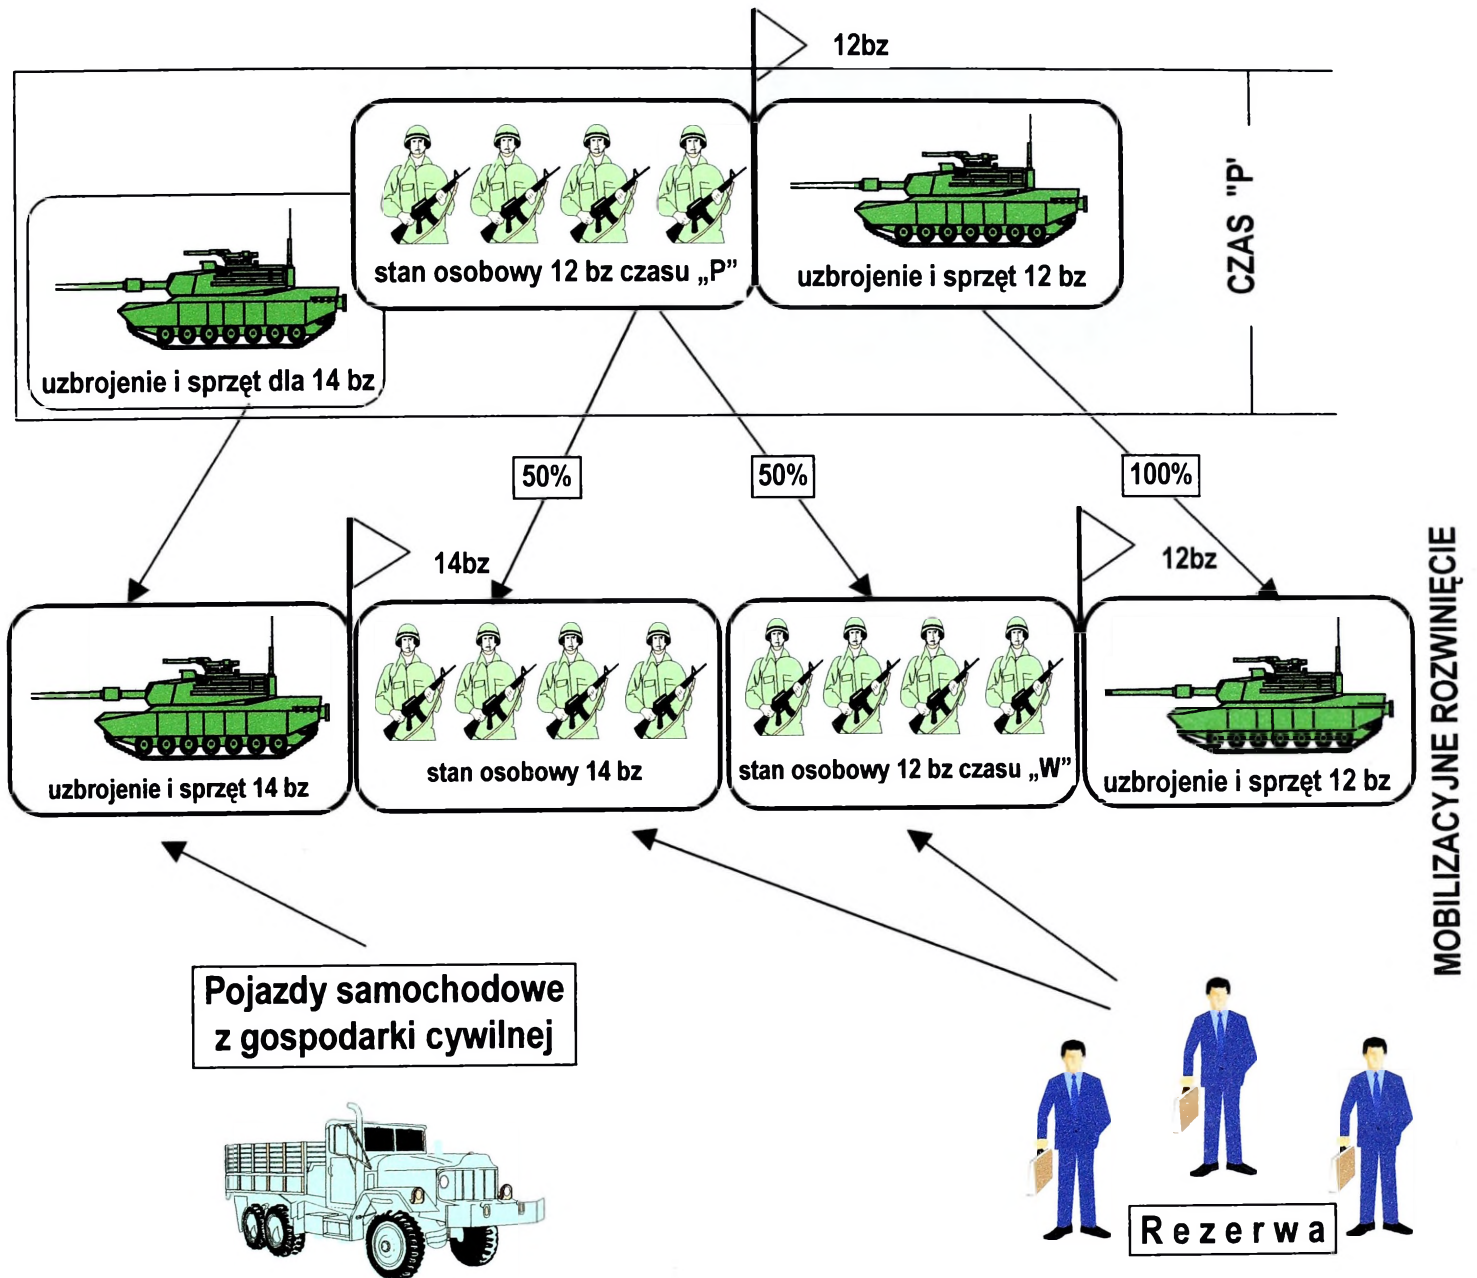 12bz
CZAS "P'
stan osobowy 12 bz czasu „P”
uzbrojenie i sprzęt 12 bz
uzbrojenie i sprzęt dla 14 bz
50%
50%
100%
14bz
12bz
MOBILIZACYJNE ROZWINIĘCIE
uzbrojenie i sprzęt 14 bz
stan osobowy 14 bz
stan osobowy 12 bz czasu „W”
uzbrojenie i sprzęt 12 bz
Pojazdy samochodowe
z gospodarki cywilnej
Rezerwa